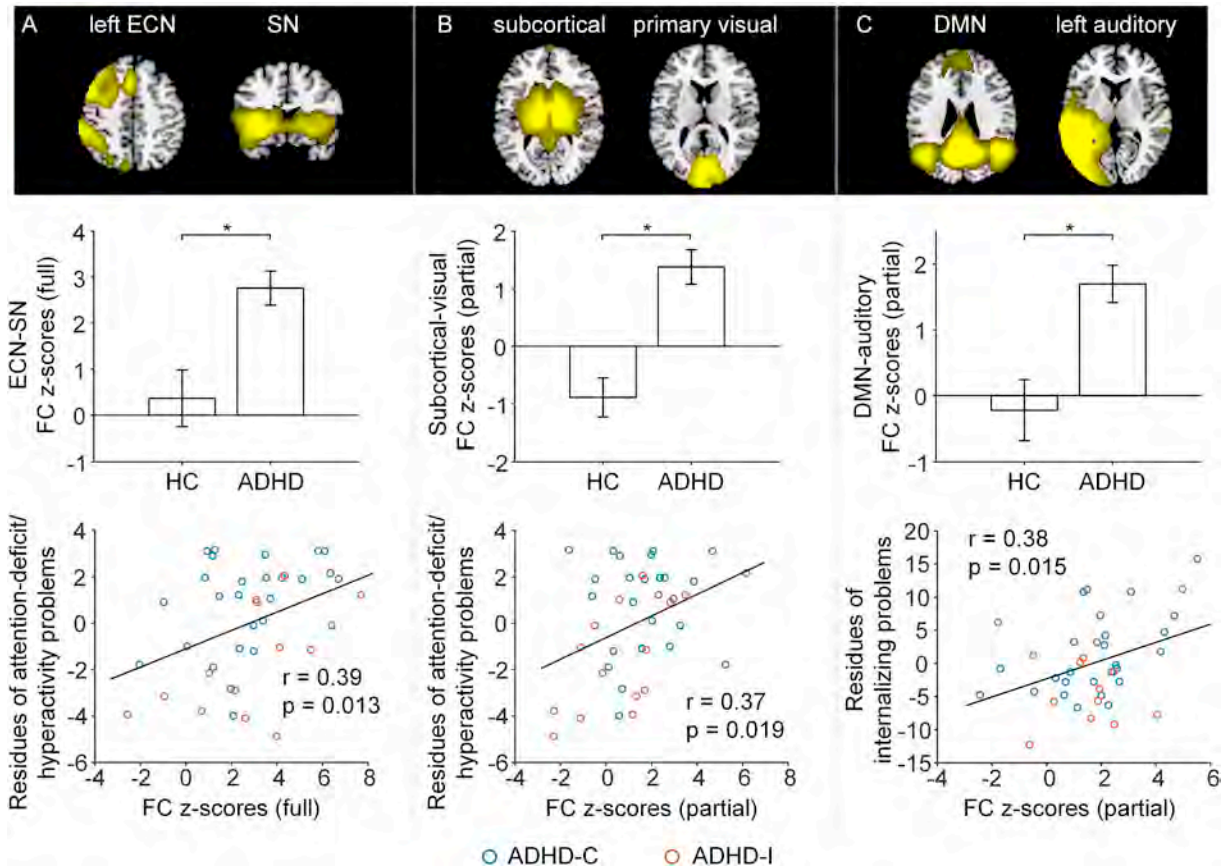 A left ECN SN
B subcortical primary visual
C DMN left auditory
ECN-SN
FC z-scores (full)
4
3
2
1
0
-1
*
HC ADHD
Subcortical-visual
FC z-scores (partial)
2
1
0
-1
-2
*
HC ADHD
DMN-auditory
FC z-scores (partial)
2
1
0
-1
*
HC ADHD
Residues of attention-deficit/
hyperactivity problems
4
2
0
-2
-4
-6
r = 0.39
p = 0.013
-4 -2 0 2 4 6 8
FC z-scores (full)
Residues of attention-deficit/
hyperactivity problems
4
2
0
-2
-4
-6
r = 0.37
p = 0.019
-4 -2 0 2 4 6 8
FC z-scores (partial)
Residues of
internalizing problems
20
15
10
5
0
-5
-10
-15
r = 0.38
p = 0.015
-4 -2 0 2 4 6
FC z-scores (partial)
ADHD-C ADHD-I